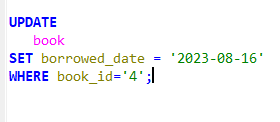 UPDATE
book
SET borrowed_date = '2023-08-16'
WHERE book_id='4';